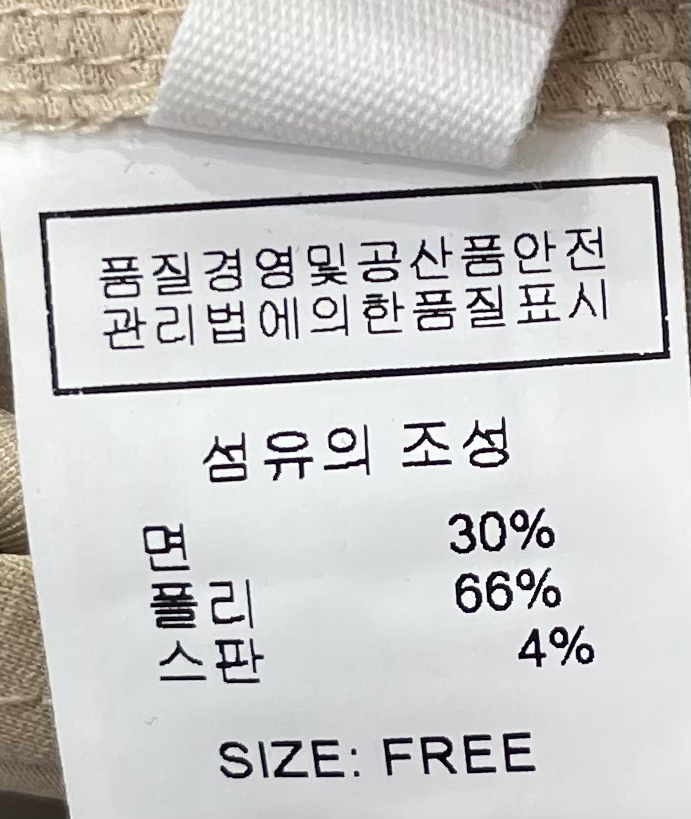 품질경영및공산품안전
관리법에의한품질표시
섬유의 조성
면 30%
폴리 66%
스판 4%
SIZE: FREE